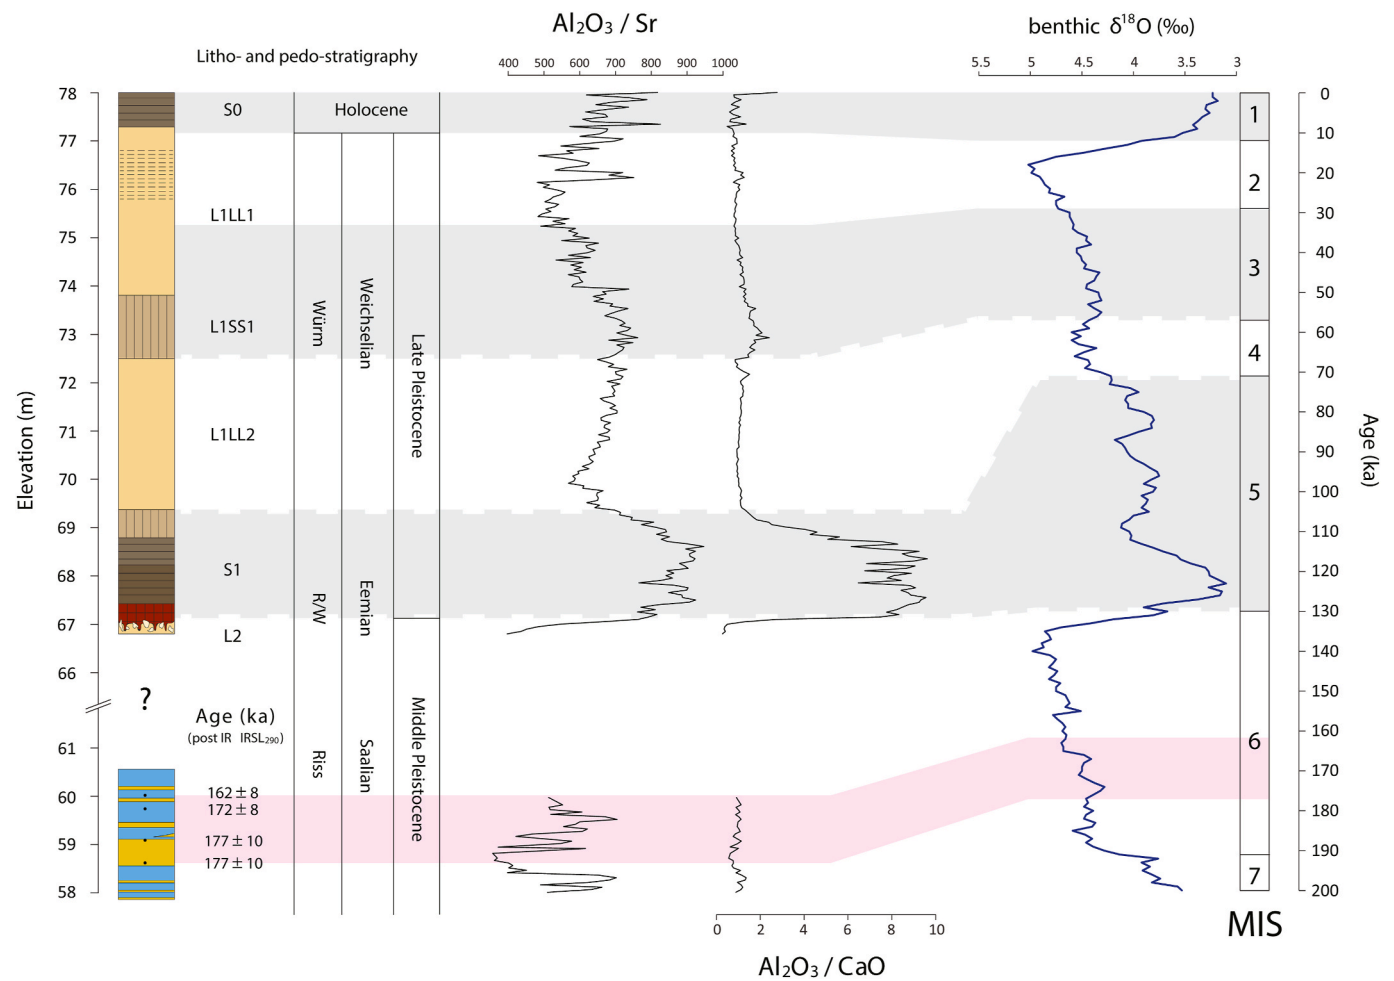 Al₂O₃ / Sr
benthic δ¹⁸O (‰)
Litho- and pedo-stratigraphy
400 500 600 700 800 900 1000
5.5 5 4.5 4 3.5 3
Elevation (m)
78
77
76
75
74
73
72
71
70
69
68
67
66
61
60
59
58
?
S0
L1LL1
L1SS1
L1LL2
S1
L2
Age (ka)
(post IR IRSL₂₉₀)
162 ± 8
172 ± 8
177 ± 10
177 ± 10
Holocene
Würm
R/W
Riss
Weichselian
Eemian
Saalian
Late Pleistocene
Middle Pleistocene
0 2 4 6 8 10
Al₂O₃ / CaO
1
2
3
4
5
6
7
MIS
0
10
20
30
40
50
60
70
80
90
100
110
120
130
140
150
160
170
180
190
200
Age (ka)